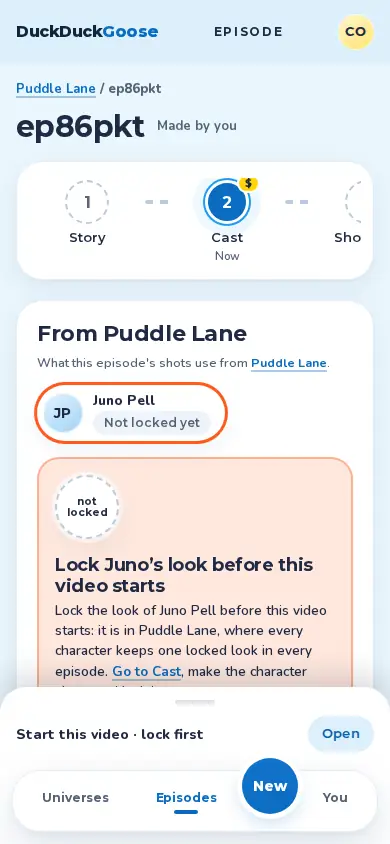 DuckDuckGoose
EPISODE
CO
Puddle Lane / ep86pkt
ep86pkt Made by you
1
2
$
Story
Cast
Sho
Now
From Puddle Lane
What this episode's shots use from Puddle Lane.
JP
Juno Pell
Not locked yet
not
locked
Lock Juno’s look before this
video starts
Lock the look of Juno Pell before this video
starts: it is in Puddle Lane, where every
character keeps one locked look in every
episode. Go to Cast, make the character
Start this video · lock first
Open
Universes
Episodes
New
You